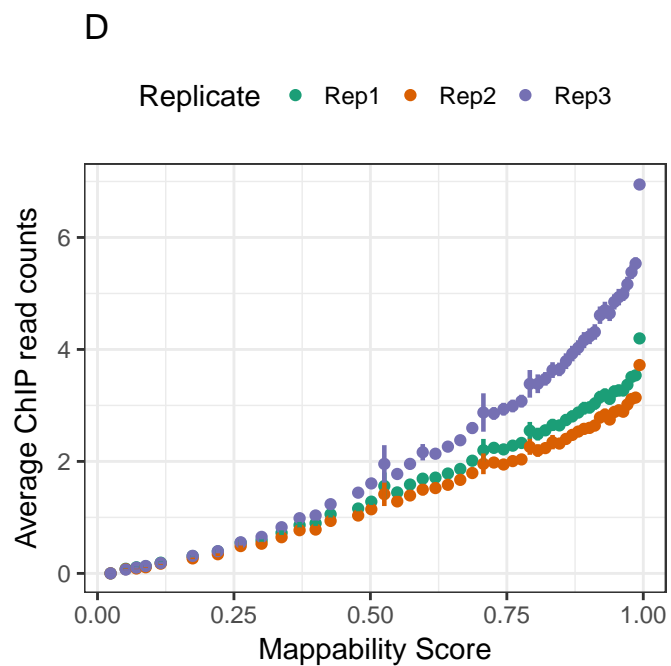 D
Replicate Rep1 Rep2 Rep3
Average ChIP read counts
6
4
2
0
0.00 0.25 0.50 0.75 1.00
Mappability Score